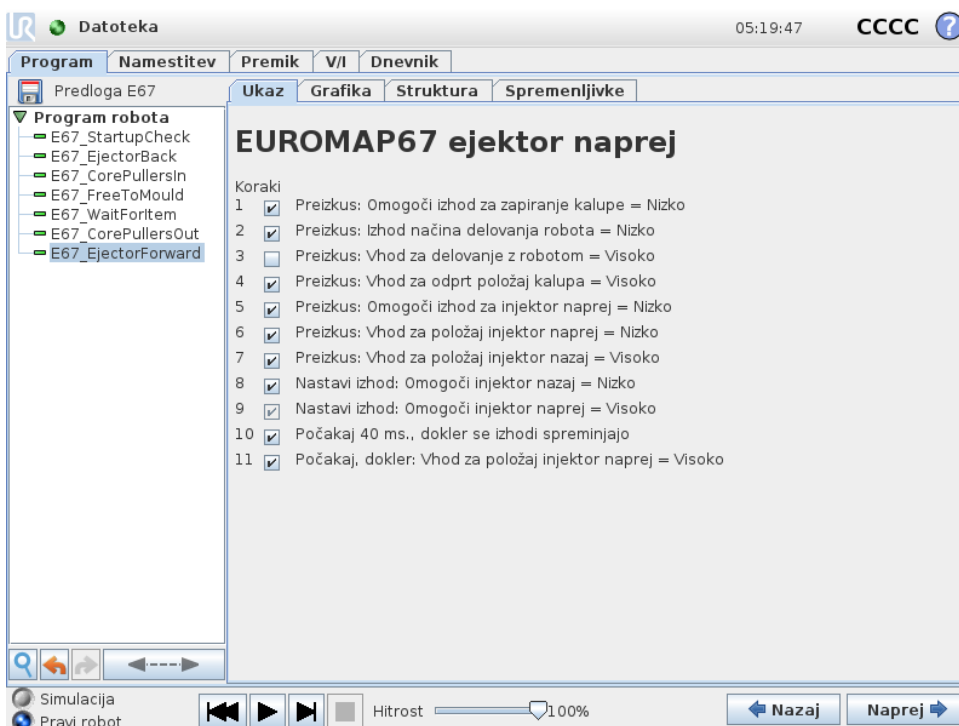 UR Datoteka 05:19:47 CCCC ?
Program Namestitev Premik V/I Dnevnik
Predloga E67
Ukaz Grafika Struktura Spremenljivke
Program robota
E67_StartupCheck
E67_EjectorBack
E67_CorePullersIn
E67_FreeToMould
E67_WaitForItem
E67_CorePullersOut
E67_EjectorForward
EUROMAP67 ejektor naprej
Koraki
1 Preizkus: Omogoči izhod za zapiranje kalupe = Nizko
2 Preizkus: Izhod načina delovanja robota = Nizko
3 Preizkus: Vhod za delovanje z robotom = Visoko
4 Preizkus: Vhod za odprt položaj kalupa = Visoko
5 Preizkus: Omogoči izhod za injektor naprej = Nizko
6 Preizkus: Vhod za položaj injektor naprej = Nizko
7 Preizkus: Vhod za položaj injektor nazaj = Visoko
8 Nastavi izhod: Omogoči injektor nazaj = Nizko
9 Nastavi izhod: Omogoči injektor naprej = Visoko
10 Počakaj 40 ms., dokler se izhodi spreminjajo
11 Počakaj, dokler: Vhod za položaj injektor naprej = Visoko
Simulacija
Pravi robot
Hitrost 100%
Nazaj Naprej